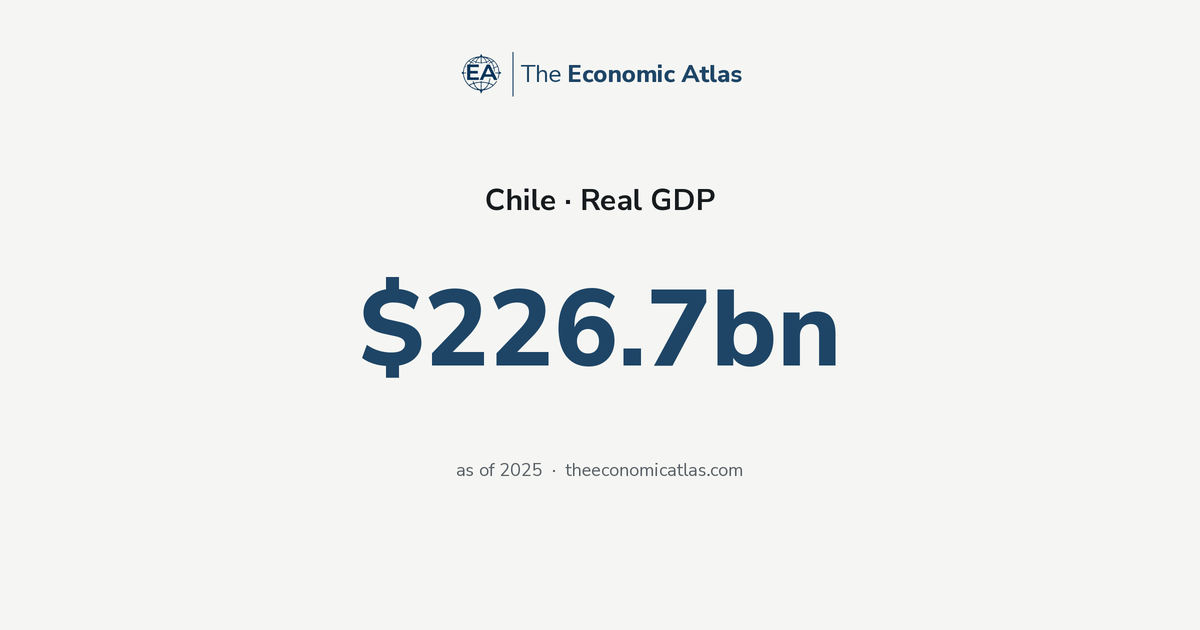 EA The Economic Atlas
Chile · Real GDP
$226.7bn
as of 2025 · theeconomicatlas.com